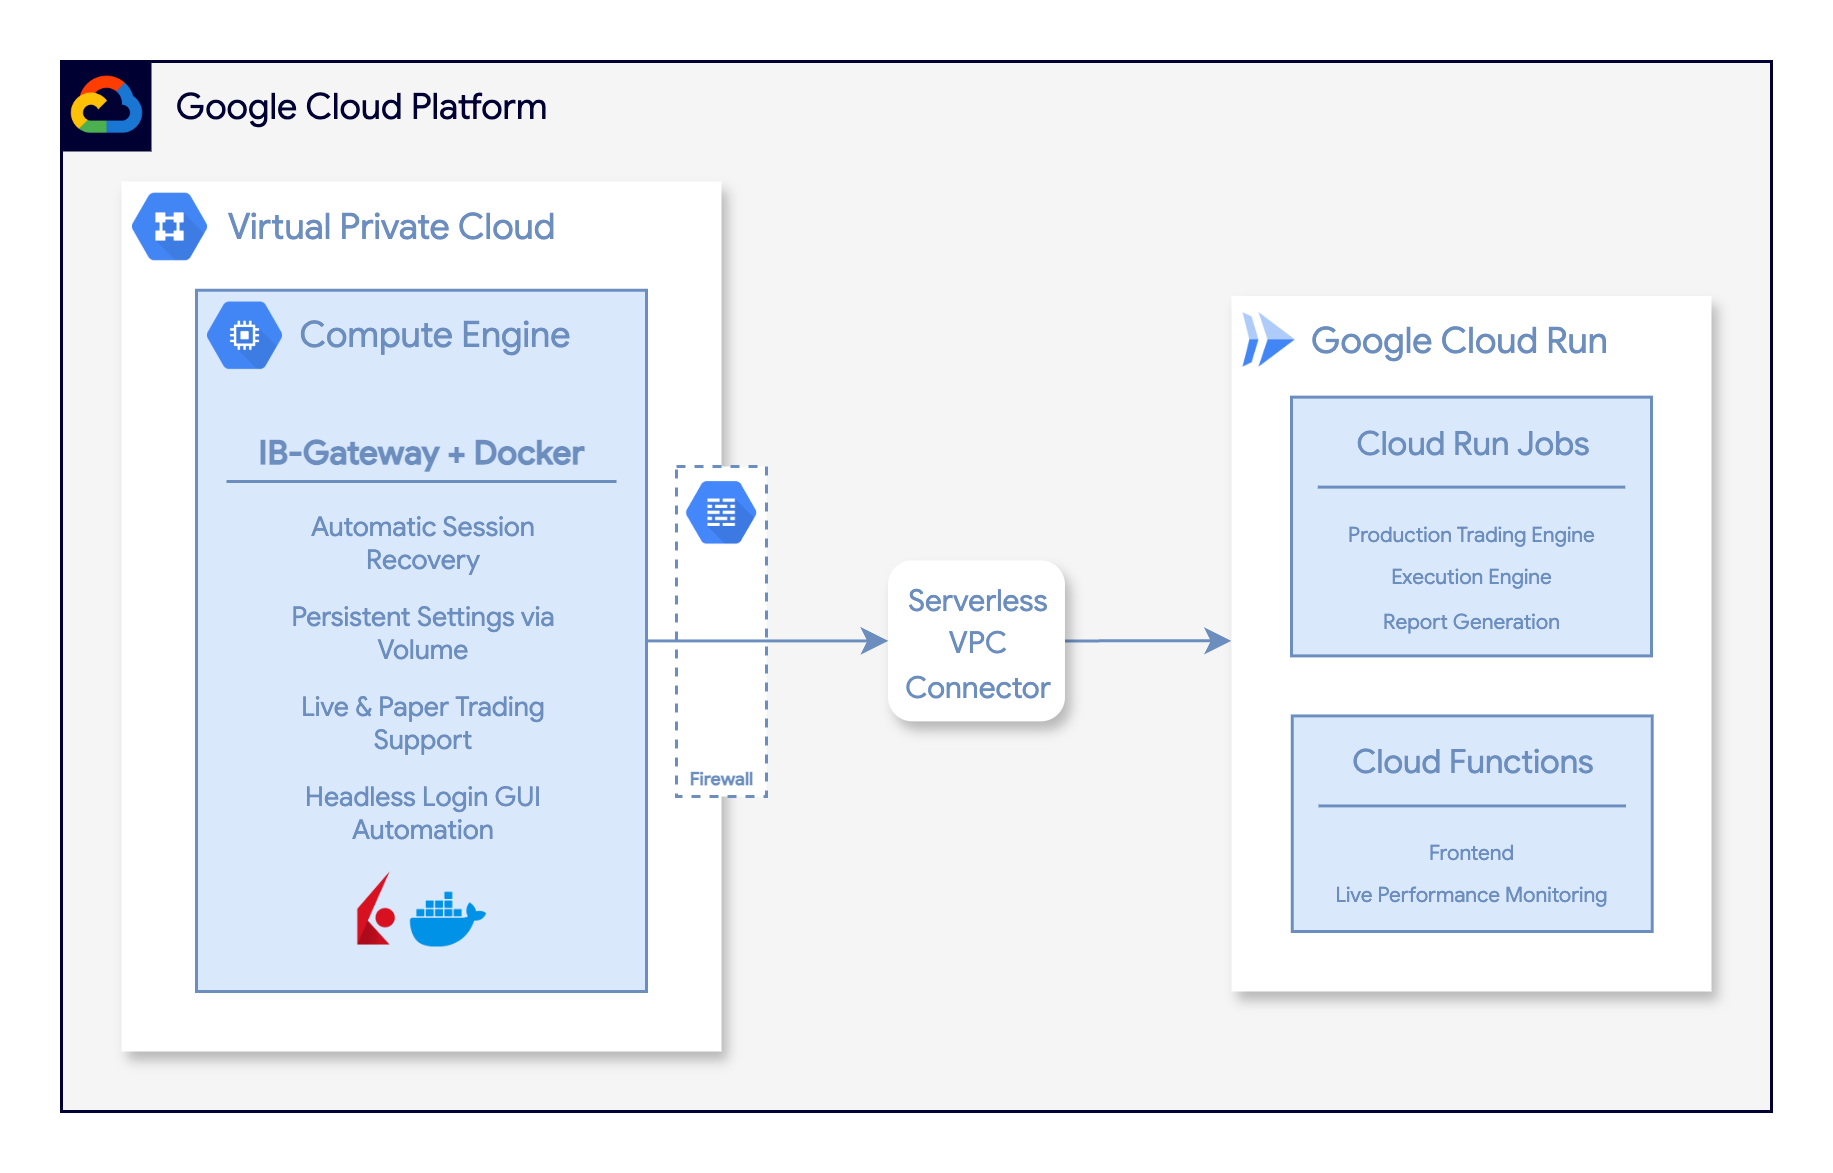 Google Cloud Platform
Virtual Private Cloud
Compute Engine
IB-Gateway + Docker
Automatic Session
Recovery
Persistent Settings via
Volume
Live & Paper Trading
Support
Headless Login GUI
Automation
Firewall
Serverless
VPC
Connector
Google Cloud Run
Cloud Run Jobs
Production Trading Engine
Execution Engine
Report Generation
Cloud Functions
Frontend
Live Performance Monitoring